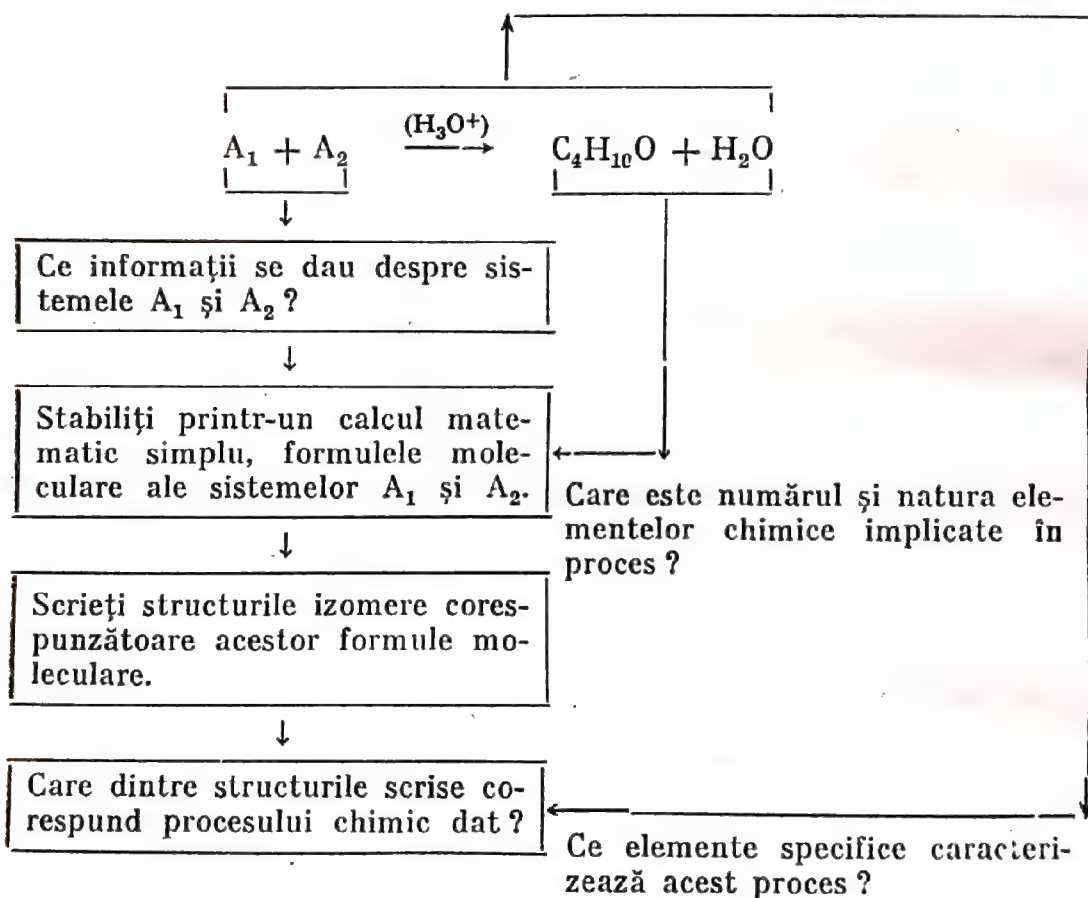 (H₃O⁺)
A₁ + A₂ ⟶ C₄H₁₀O + H₂O
Ce informaţii se dau despre sis-
temele A₁ şi A₂ ?
Stabiliţi printr-un calcul mate-
matic simplu, formulele mole-
culare ale sistemelor A₁ şi A₂.
Care este numărul şi natura ele-
mentelor chimice implicate în
proces ?
Scrieţi structurile izomere cores-
punzătoare acestor formule mo-
leculare.
Care dintre structurile scrise co-
respund procesului chimic dat ?
Ce elemente specifice caracteri-
zează acest proces ?